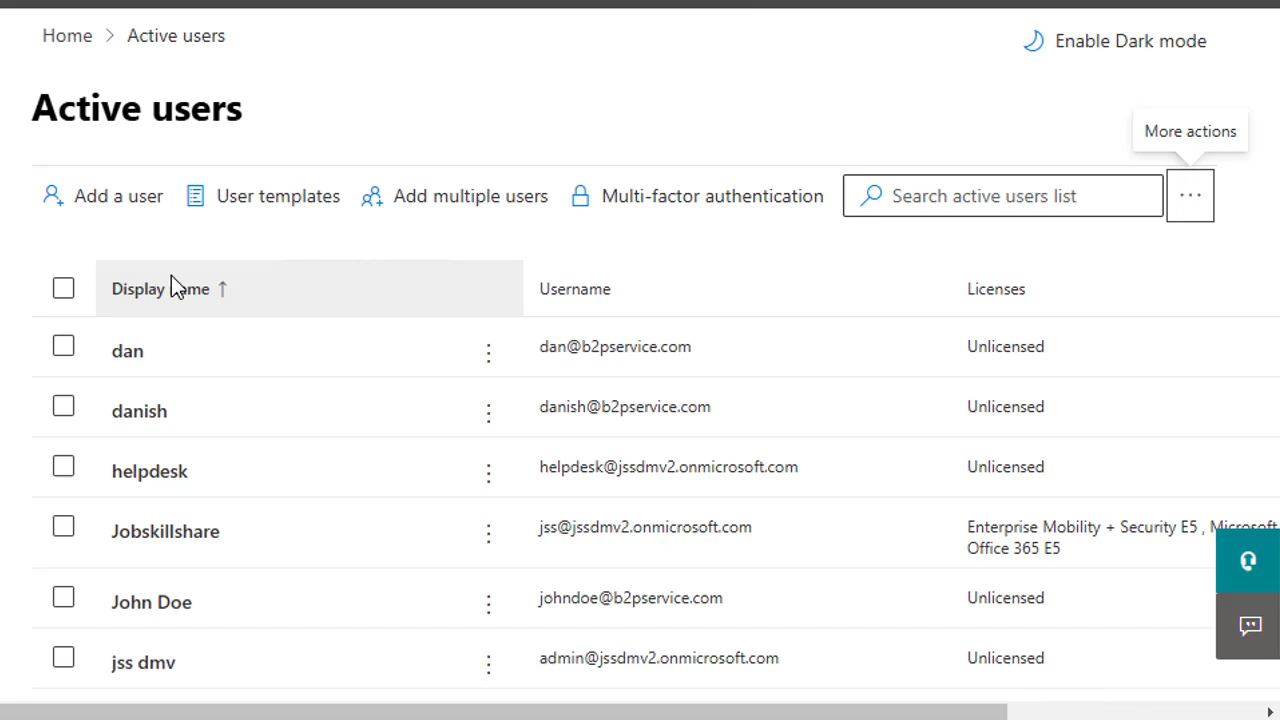 Home > Active users
Enable Dark mode
Active users
More actions
Add a user
User templates
Add multiple users
Multi-factor authentication
Search active users list
Display name ↑
Username
Licenses
dan
dan@b2pservice.com
Unlicensed
danish
danish@b2pservice.com
Unlicensed
helpdesk
helpdesk@jssdmv2.onmicrosoft.com
Unlicensed
Jobskillshare
jss@jssdmv2.onmicrosoft.com
Enterprise Mobility + Security E5 , Microsoft
Office 365 E5
John Doe
johndoe@b2pservice.com
Unlicensed
jss dmv
admin@jssdmv2.onmicrosoft.com
Unlicensed